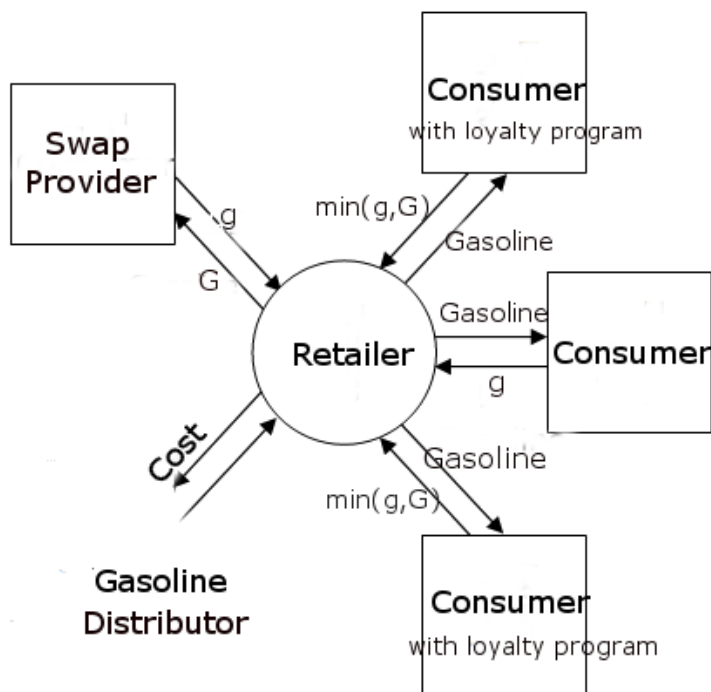 Consumer
with loyalty program
Swap
Provider
g
G
min(g,G)
Gasoline
Gasoline
Retailer
Consumer
g
Cost
Gasoline
min(g,G)
Gasoline
Distributor
Consumer
with loyalty program